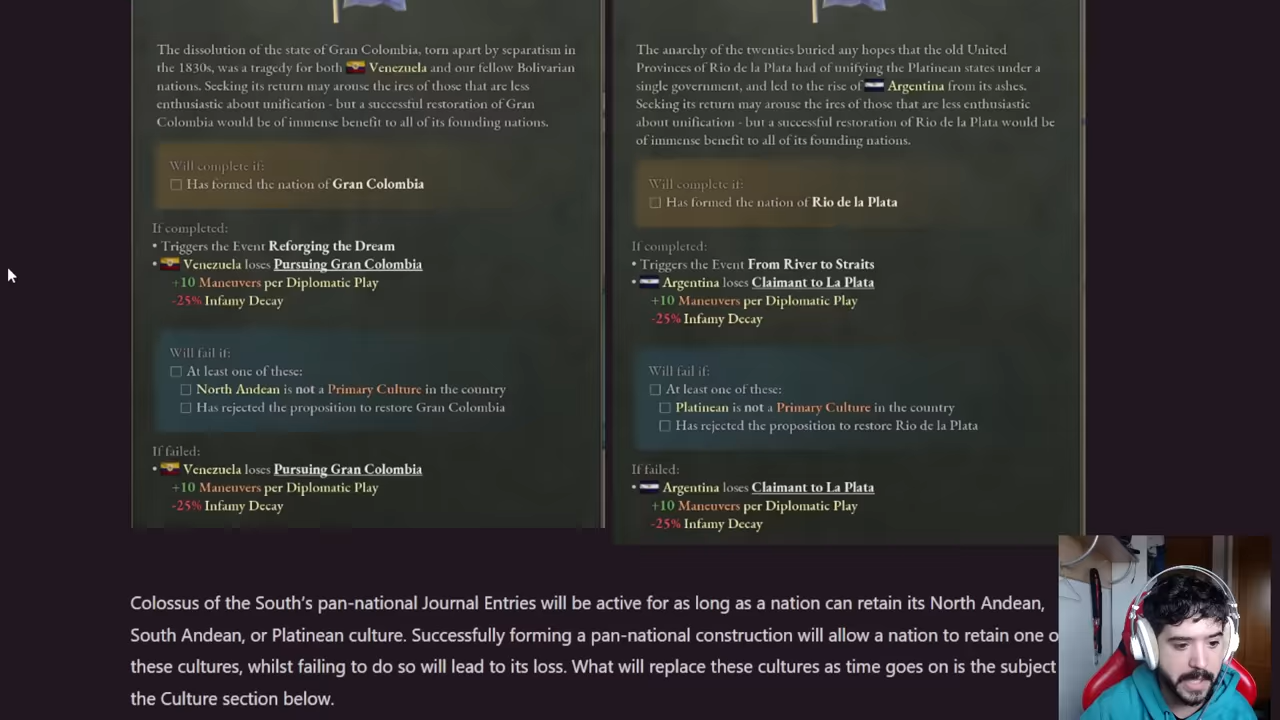 The dissolution of the state of Gran Colombia, torn apart by separatism in
the 1830s, was a tragedy for both Venezuela and our fellow Bolivarian
nations. Seeking its return may arouse the ires of those that are less
enthusiastic about unification - but a successful restoration of Gran
Colombia would be of immense benefit to all of its founding nations.
Will complete if:
Has formed the nation of Gran Colombia
If completed:
• Triggers the Event Reforging the Dream
• Venezuela loses Pursuing Gran Colombia
+10 Maneuvers per Diplomatic Play
-25% Infamy Decay
Will fail if:
At least one of these:
North Andean is not a Primary Culture in the country
Has rejected the proposition to restore Gran Colombia
If failed:
• Venezuela loses Pursuing Gran Colombia
+10 Maneuvers per Diplomatic Play
-25% Infamy Decay
The anarchy of the twenties buried any hopes that the old United
Provinces of Rio de la Plata had of unifying the Platinean states under a
single government, and led to the rise of Argentina from its ashes.
Seeking its return may arouse the ires of those that are less enthusiastic
about unification - but a successful restoration of Rio de la Plata would be
of immense benefit to all of its founding nations.
Will complete if:
Has formed the nation of Rio de la Plata
If completed:
• Triggers the Event From River to Straits
• Argentina loses Claimant to La Plata
+10 Maneuvers per Diplomatic Play
-25% Infamy Decay
Will fail if:
At least one of these:
Platinean is not a Primary Culture in the country
Has rejected the proposition to restore Rio de la Plata
If failed:
• Argentina loses Claimant to La Plata
+10 Maneuvers per Diplomatic Play
-25% Infamy Decay
Colossus of the South's pan-national Journal Entries will be active for as long as a nation can retain its North Andean,
South Andean, or Platinean culture. Successfully forming a pan-national construction will allow a nation to retain one
these cultures, whilst failing to do so will lead to its loss. What will replace these cultures as time goes on is the subject
the Culture section below.